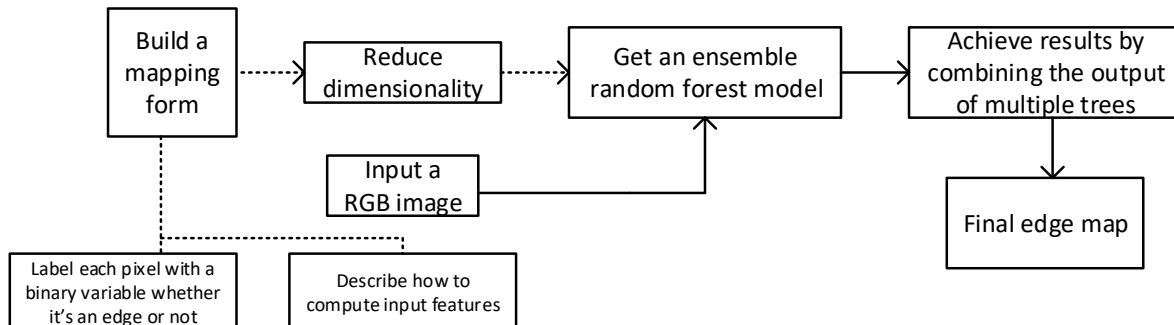 Build a
mapping
form
Reduce
dimensionality
Get an ensemble
random forest model
Achieve results by
combining the output
of multiple trees
Input a
RGB image
Final edge map
Label each pixel with a
binary variable whether
it's an edge or not
Describe how to
compute input features